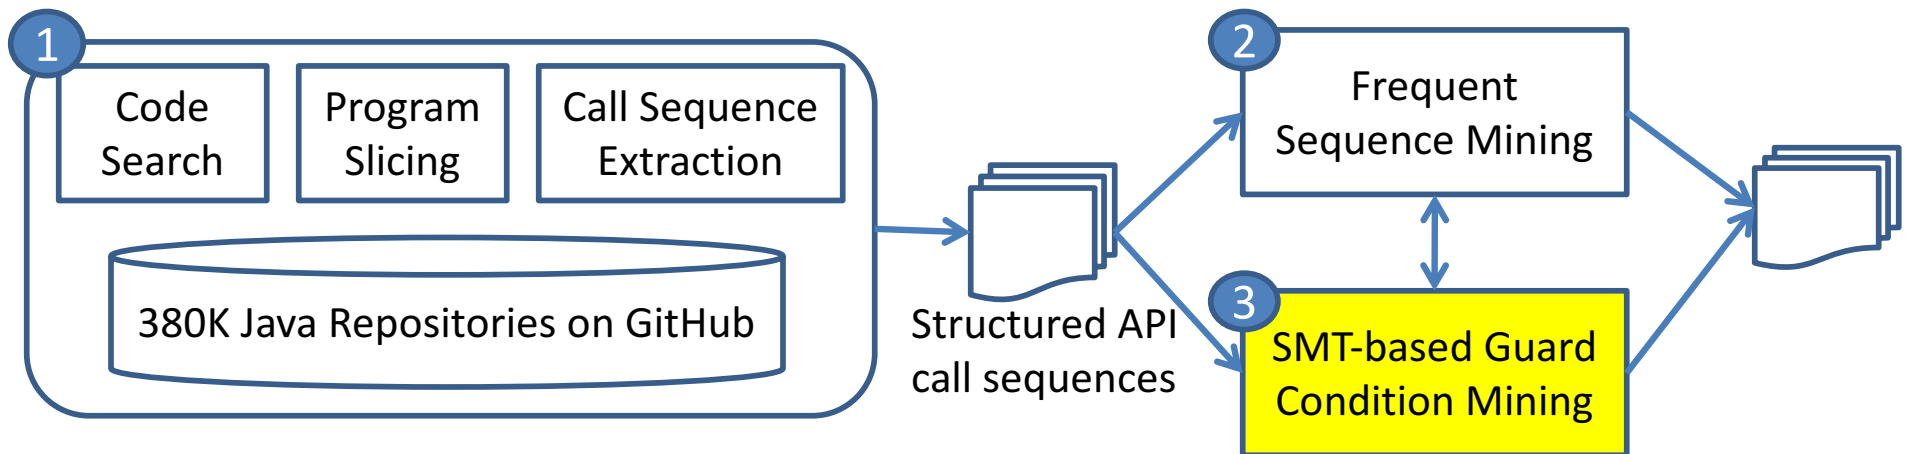 1
Code
Search
Program
Slicing
Call Sequence
Extraction
380K Java Repositories on GitHub
Structured API
call sequences
2
Frequent
Sequence Mining
3
SMT-based Guard
Condition Mining